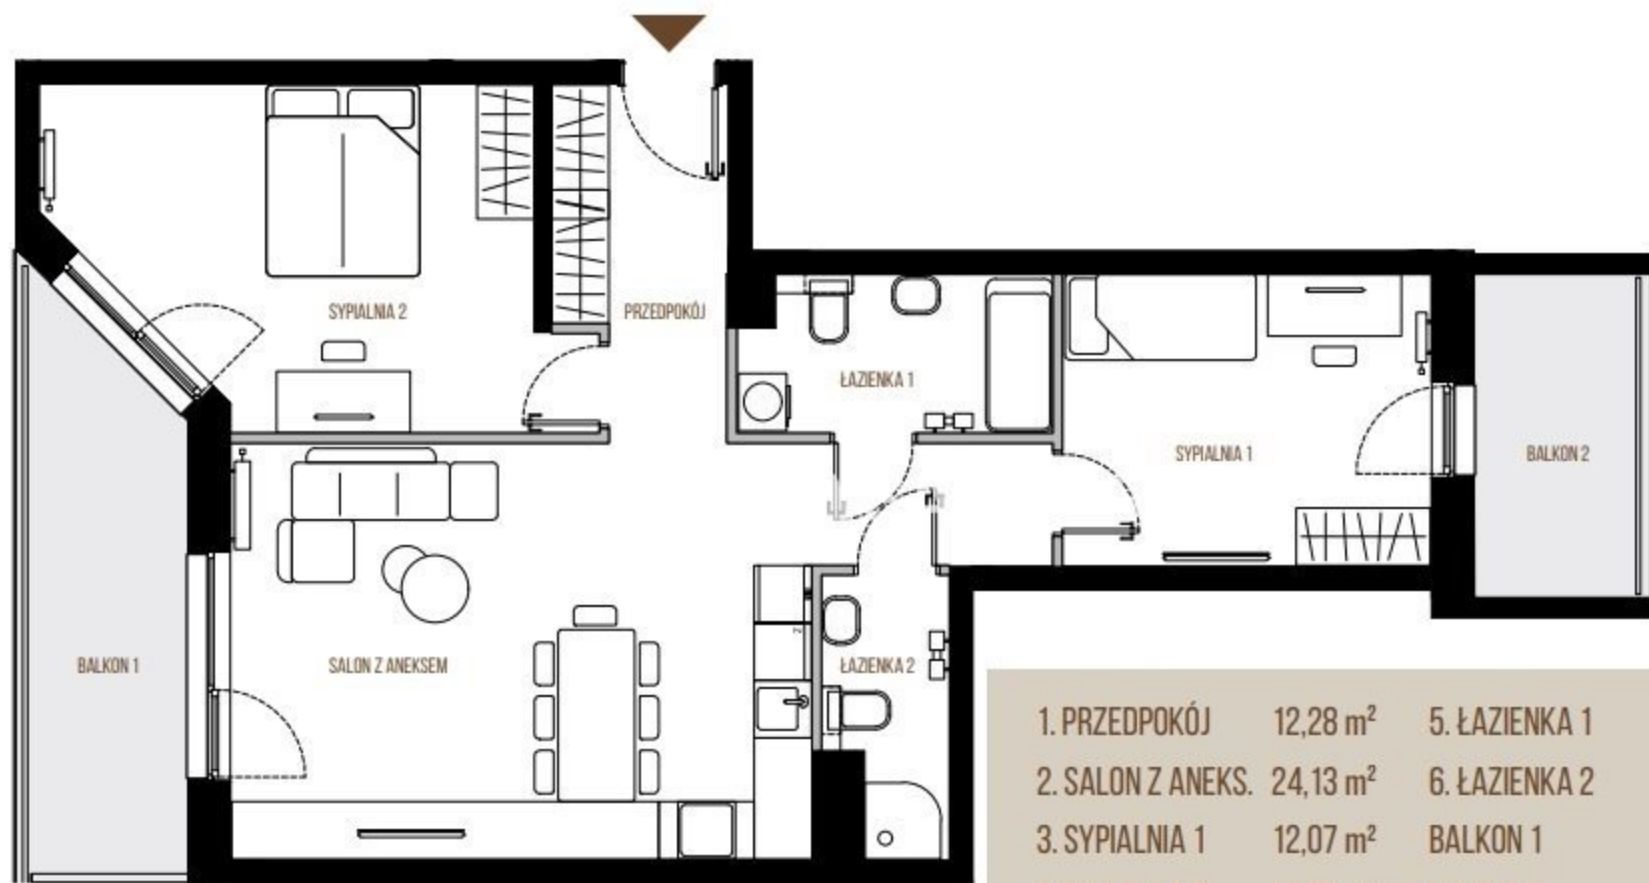 SYPIALNIA 2
PRZEDPOKÓJ
ŁAZIENKA 1
SYPIALNIA 1
BALKON 2
BALKON 1
SALON Z ANEKSEM
ŁAZIENKA 2
1. PRZEDPOKÓJ 12,28 m² 5. ŁAZIENKA 1
2. SALON Z ANEKS. 24,13 m² 6. ŁAZIENKA 2
3. SYPIALNIA 1 12,07 m² BALKON 1